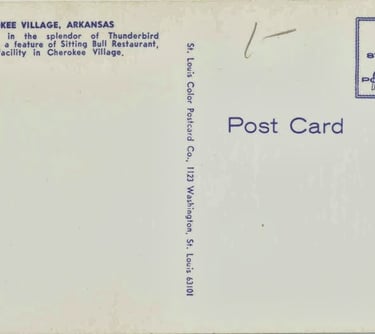 KEE VILLAGE, ARKANSAS
in the splendor of Thunderbird
a feature of Sitting Bull Restaurant,
facility in Cherokee Village.
St. Louis Color Postcard Co., 1123 Washington, St. Louis 63101
1-
Post Card